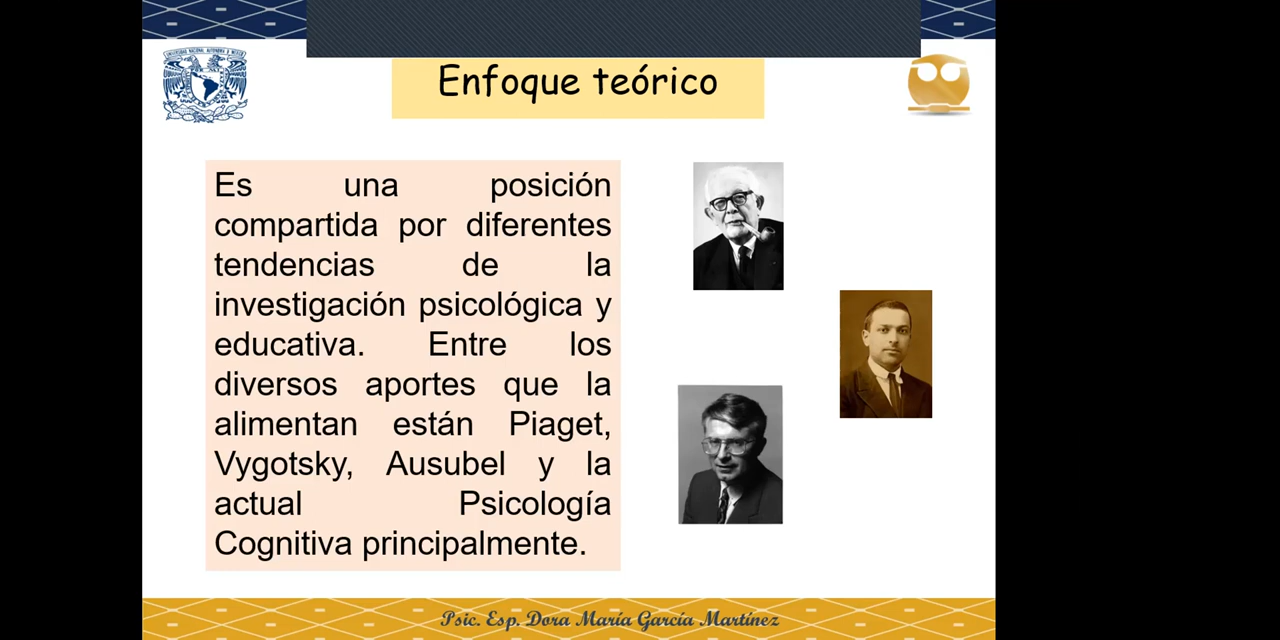 Enfoque teórico
Es una posición
compartida por diferentes
tendencias de la
investigación psicológica y
educativa. Entre los
diversos aportes que la
alimentan están Piaget,
Vygotsky, Ausubel y la
actual Psicología
Cognitiva principalmente.
Psic. Esp. Dora María García Martínez